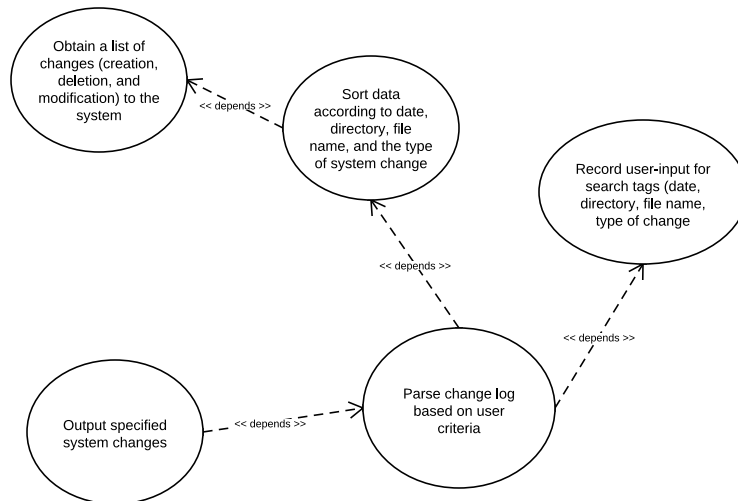 Obtain a list of
changes (creation,
deletion, and
modification) to the
system
<< depends >>
Sort data
according to date,
directory, file
name, and the type
of system change
Record user-input for
search tags (date,
directory, file name,
type of change
<< depends >>
<< depends >>
Parse change log
based on user
criteria
<< depends >>
Output specified
system changes